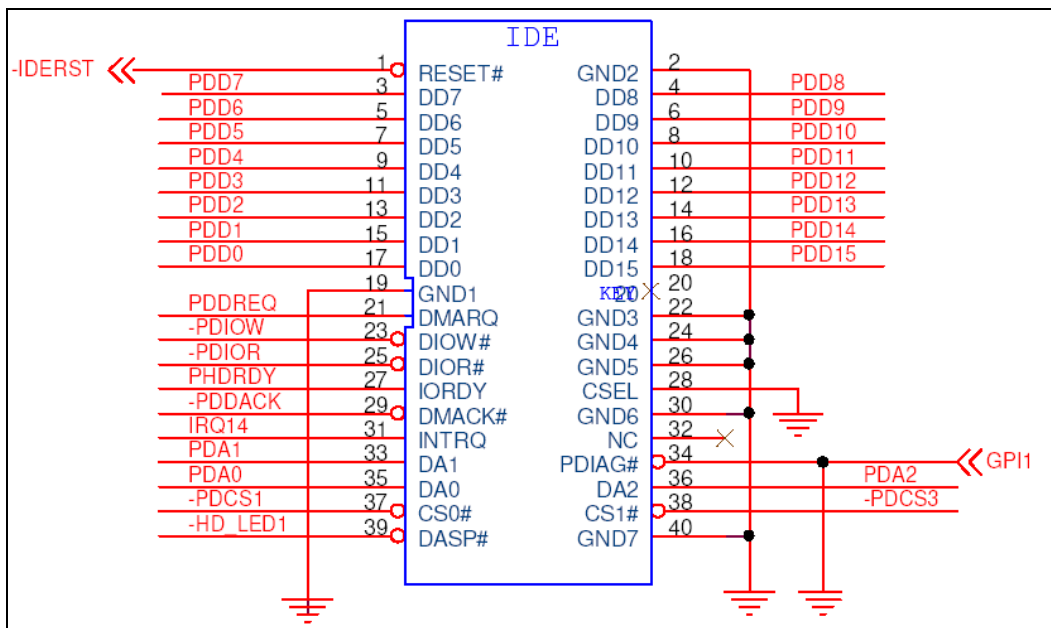 IDE
-IDERST 1 RESET# GND2 2
PDD7 3 DD7 DD8 4 PDD8
PDD6 5 DD6 DD9 6 PDD9
PDD5 7 DD5 DD10 8 PDD10
PDD4 9 DD4 DD11 10 PDD11
PDD3 11 DD3 DD12 12 PDD12
PDD2 13 DD2 DD13 14 PDD13
PDD1 15 DD1 DD14 16 PDD14
PDD0 17 DD0 DD15 18 PDD15
19 GND1 KEY 20 20
PDDREQ 21 DMARQ GND3 22
-PDIOW 23 DIOW# GND4 24
-PDIOR 25 DIOR# GND5 26
PHDRDY 27 IORDY CSEL 28
-PDDACK 29 DMACK# GND6 30
IRQ14 31 INTRQ NC 32
PDA1 33 DA1 PDIAG# 34 GPI1
PDA0 35 DA0 DA2 36 PDA2
-PDCS1 37 CS0# CS1# 38 -PDCS3
-HD_LED1 39 DASP# GND7 40